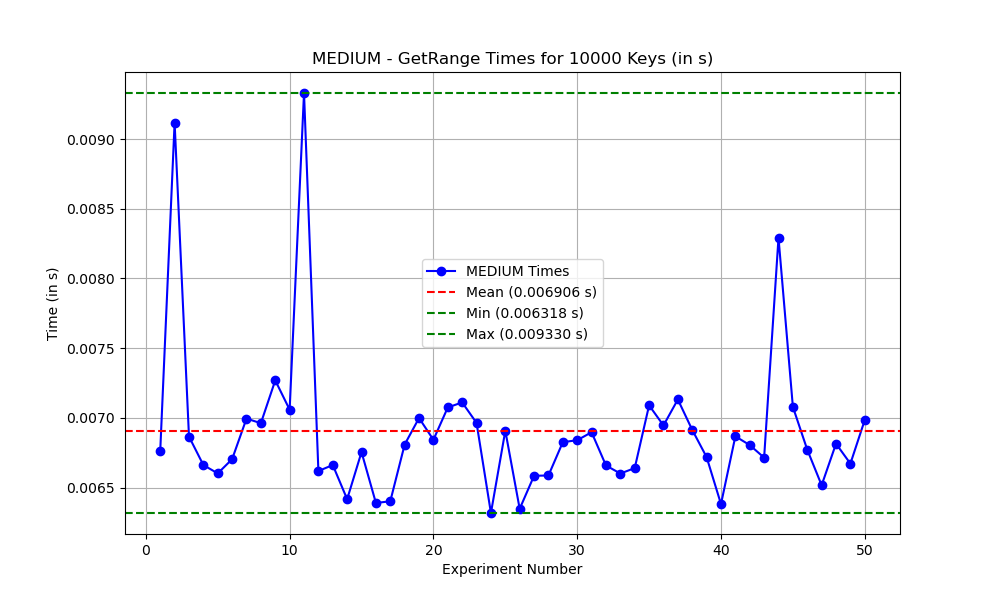 MEDIUM - GetRange Times for 10000 Keys (in s)
Time (in s)
0.0090
0.0085
0.0080
0.0075
0.0070
0.0065
MEDIUM Times
Mean (0.006906 s)
Min (0.006318 s)
Max (0.009330 s)
0 10 20 30 40 50
Experiment Number